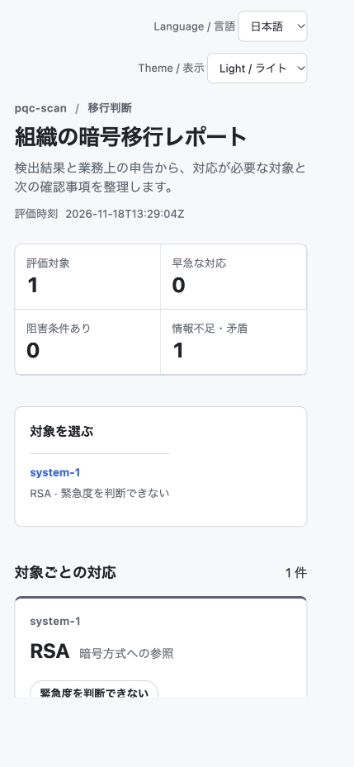 Language / 言語 日本語
Theme / 表示 Light / ライト
pqc-scan / 移行判断
組織の暗号移行レポート
検出結果と業務上の申告から、対応が必要な対象と
次の確認事項を整理します。
評価時刻 2026-11-18T13:29:04Z
評価対象
1
早急な対応
0
阻害条件あり
0
情報不足・矛盾
1
対象を選ぶ
system-1
RSA · 緊急度を判断できない
対象ごとの対応 1 件
system-1
RSA 暗号方式への参照
緊急度を判断できない